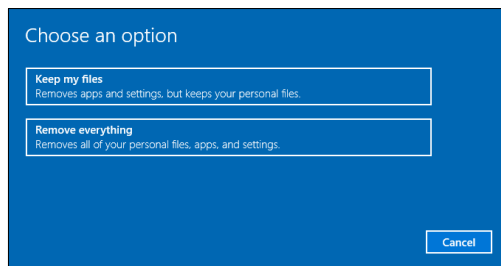 Choose an option
Keep my files
Removes apps and settings, but keeps your personal files.
Remove everything
Removes all of your personal files, apps, and settings.
Cancel